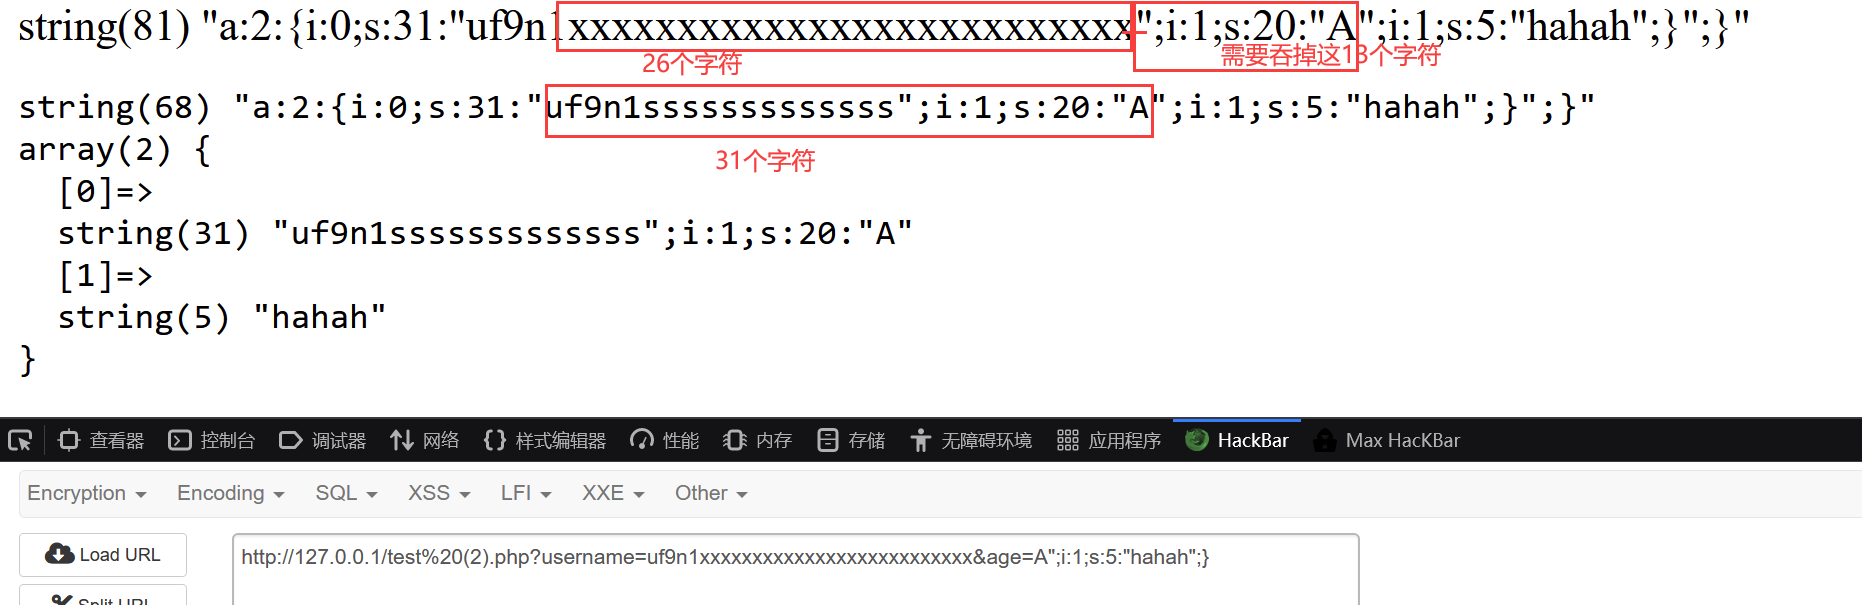 string(81) "a:2:{i:0;s:31:"uf9n1xxxxxxxxxxxxxxxxxxxxxxxxxx";i:1;s:20:"A";i:1;s:5:"hahah";}";}"
26个字符
需要吞掉这13个字符
string(68) "a:2:{i:0;s:31:"uf9n1sssssssssssss";i:1;s:20:"A";i:1;s:5:"hahah";}";}"
31个字符
array(2) {
[0]=>
string(31) "uf9n1sssssssssssss";i:1;s:20:"A"
[1]=>
string(5) "hahah"
}
查看器 控制台 调试器 网络 样式编辑器 性能 内存 存储 无障碍环境 应用程序 HackBar Max HacKBar
Encryption Encoding SQL XSS LFI XXE Other
Load URL
http://127.0.0.1/test%20(2).php?username=uf9n1xxxxxxxxxxxxxxxxxxxxxxxxxx&age=A";i:1;s:5:"hahah";}
Split URL